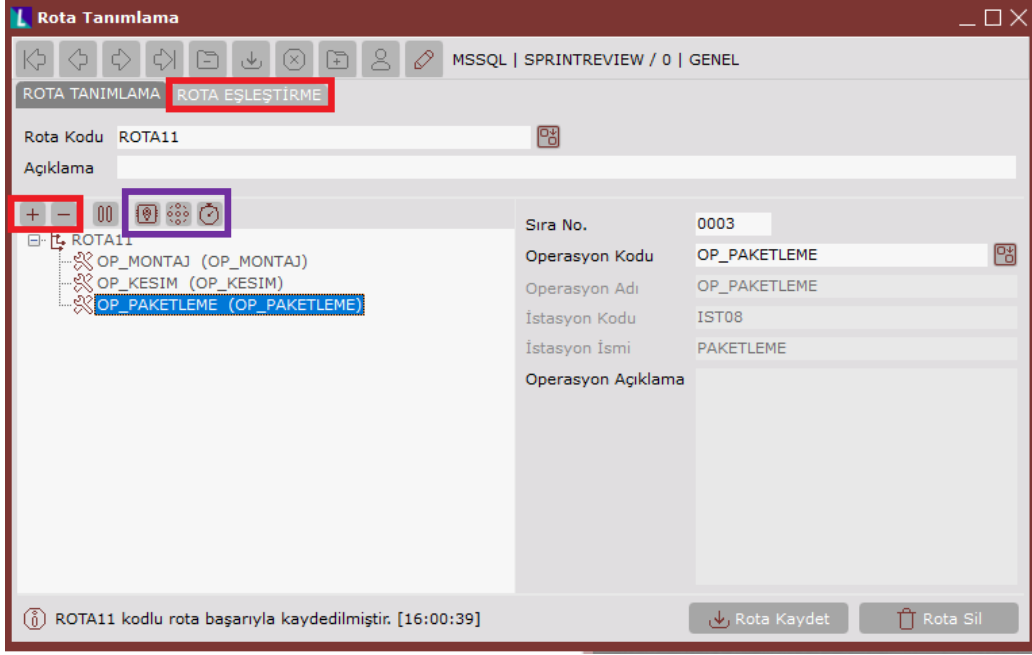 Rota Tanımlama
MSSQL | SPRINTREVIEW / 0 | GENEL
ROTA TANIMLAMA ROTA EŞLEŞTİRME
Rota Kodu ROTA11
Açıklama
Sıra No. 0003
ROTA11
Operasyon Kodu OP_PAKETLEME
OP_MONTAJ (OP_MONTAJ)
OP_KESIM (OP_KESIM)
OP_PAKETLEME (OP_PAKETLEME)
Operasyon Adı OP_PAKETLEME
İstasyon Kodu IST08
İstasyon İsmi PAKETLEME
Operasyon Açıklama
ROTA11 kodlu rota başarıyla kaydedilmiştir. [16:00:39]
Rota Kaydet Rota Sil